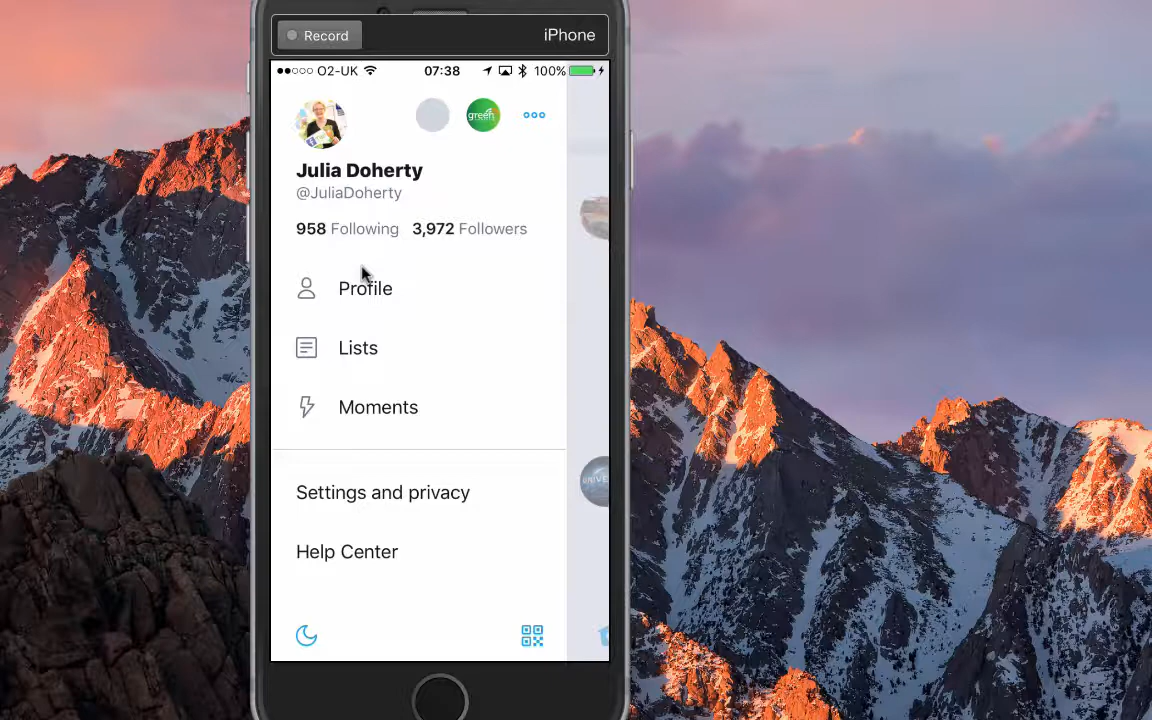 Record
iPhone
O2-UK
07:38
100%
green
Julia Doherty
@JuliaDoherty
958 Following 3,972 Followers
Profile
Lists
Moments
Settings and privacy
Help Center